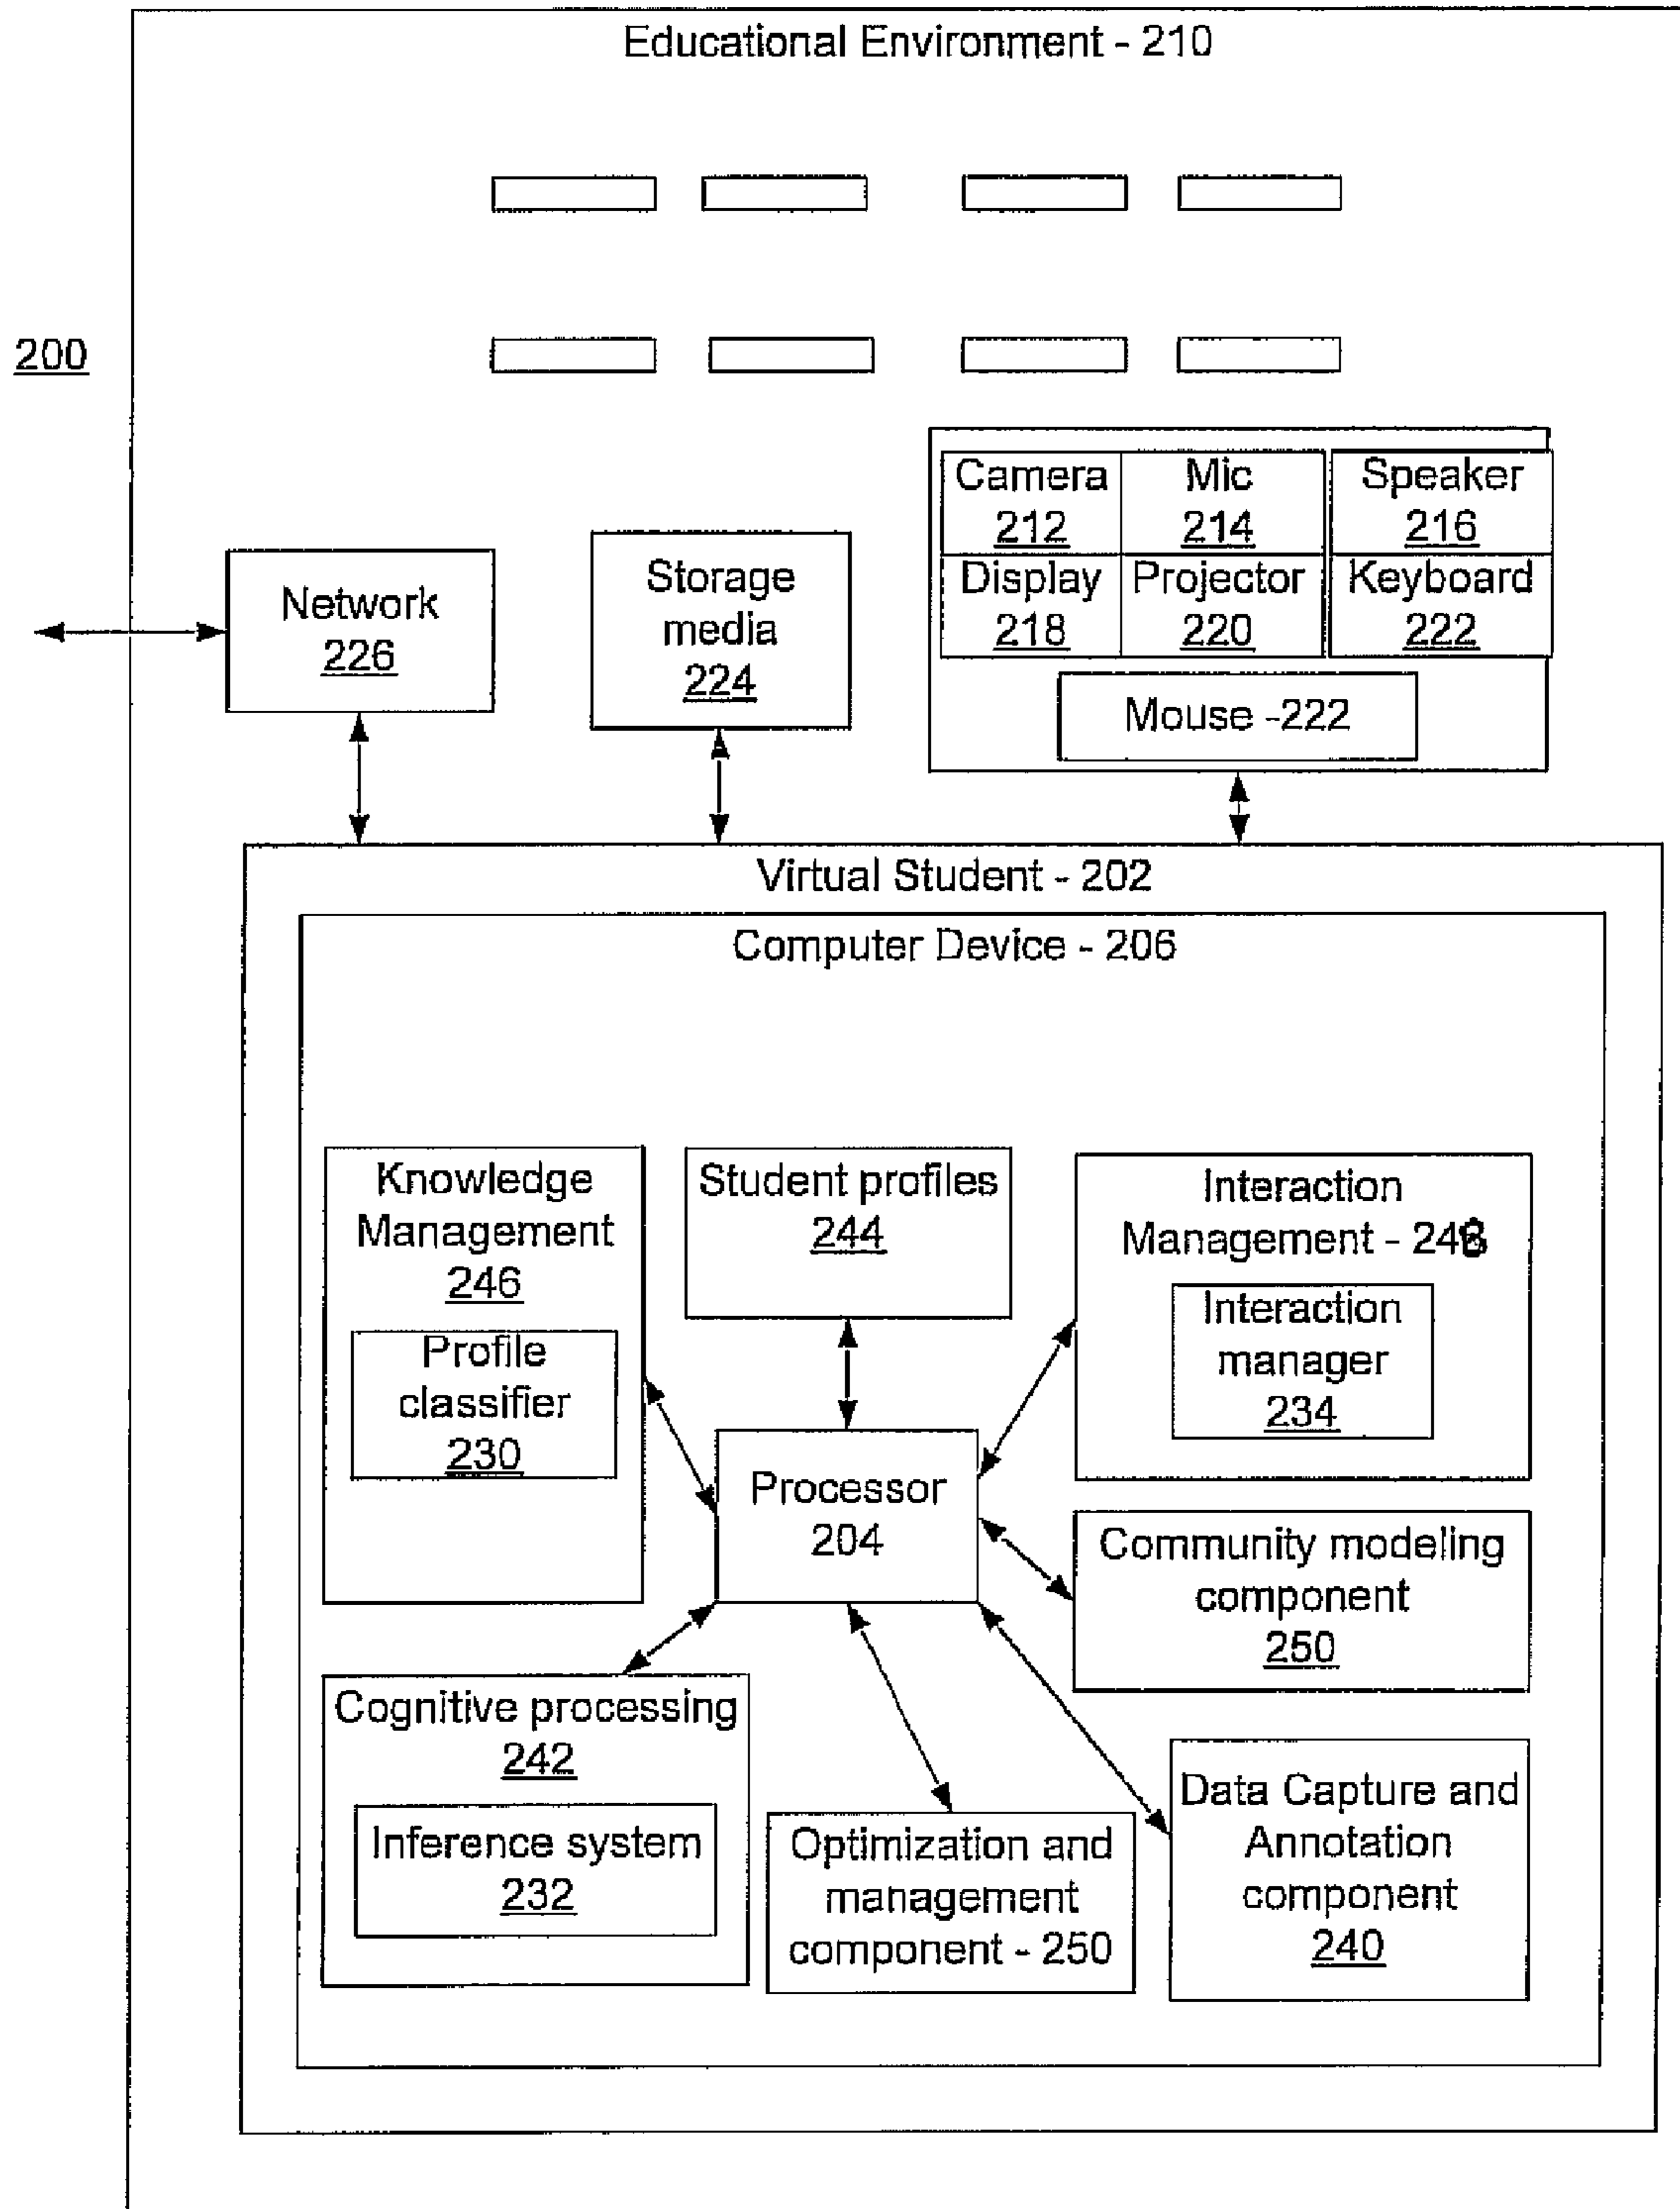 Educational Environment - 210
200
Camera
212
Mic
214
Speaker
216
Display
218
Projector
220
Keyboard
222
Mouse -222
Network
226
Storage
media
224
Virtual Student - 202
Computer Device - 206
Knowledge
Management
246
Profile
classifier
230
Student profiles
244
Interaction
Management - 248
Interaction
manager
234
Processor
204
Community modeling
component
250
Cognitive processing
242
Inference system
232
Optimization and
management
component - 250
Data Capture and
Annotation
component
240